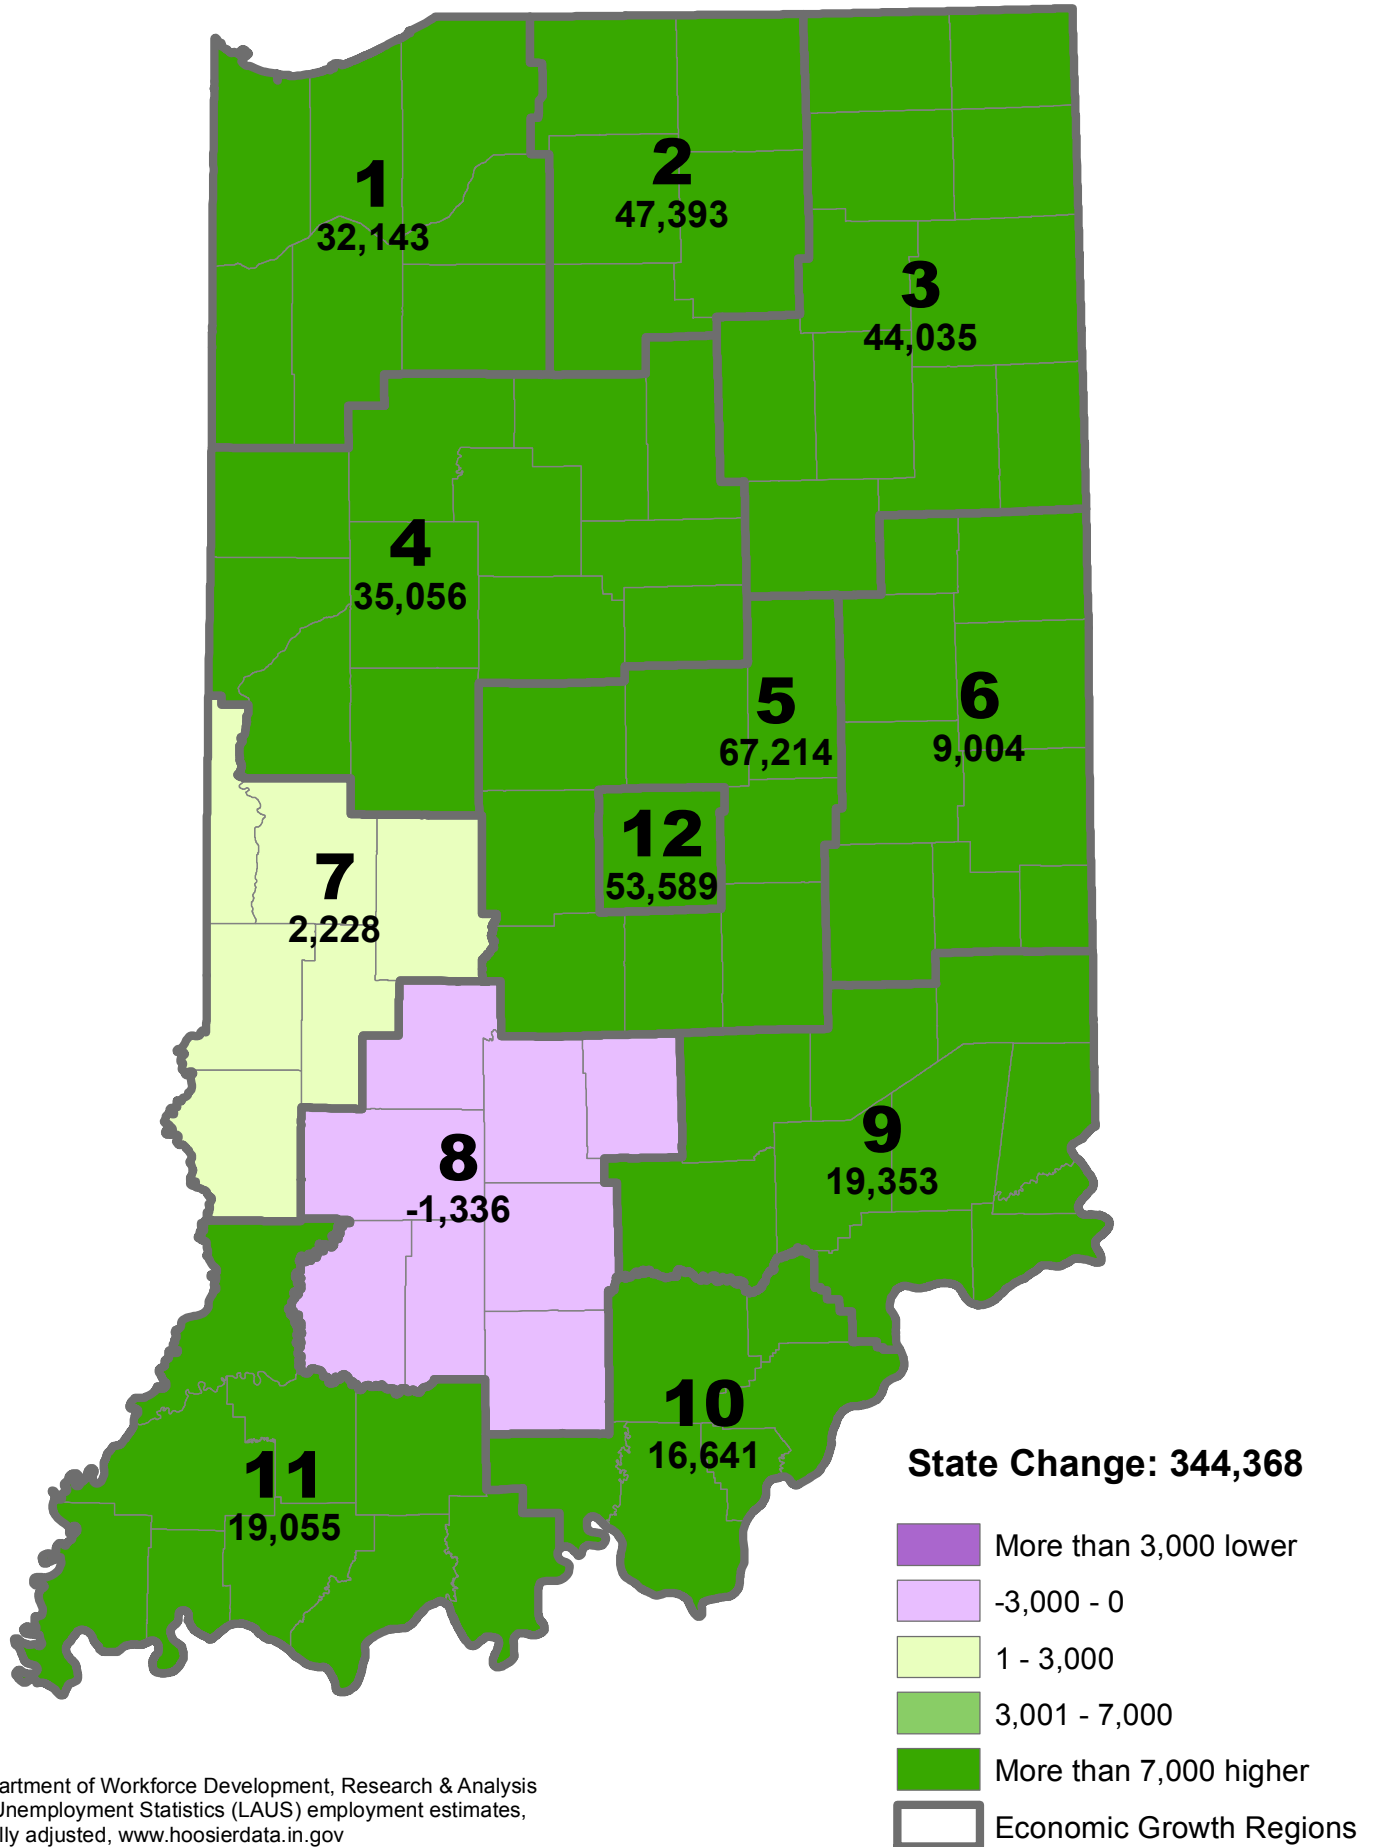 1
32,143
2
47,393
3
44,035
4
35,056
5
67,214
6
9,004
12
53,589
7
2,228
8
-1,336
9
19,353
10
16,641
11
19,055
State Change: 344,368
More than 3,000 lower
-3,000 - 0
1 - 3,000
3,001 - 7,000
More than 7,000 higher
Economic Growth Regions
artment of Workforce Development, Research & Analysis
Unemployment Statistics (LAUS) employment estimates,
lly adjusted, www.hoosierdata.in.gov